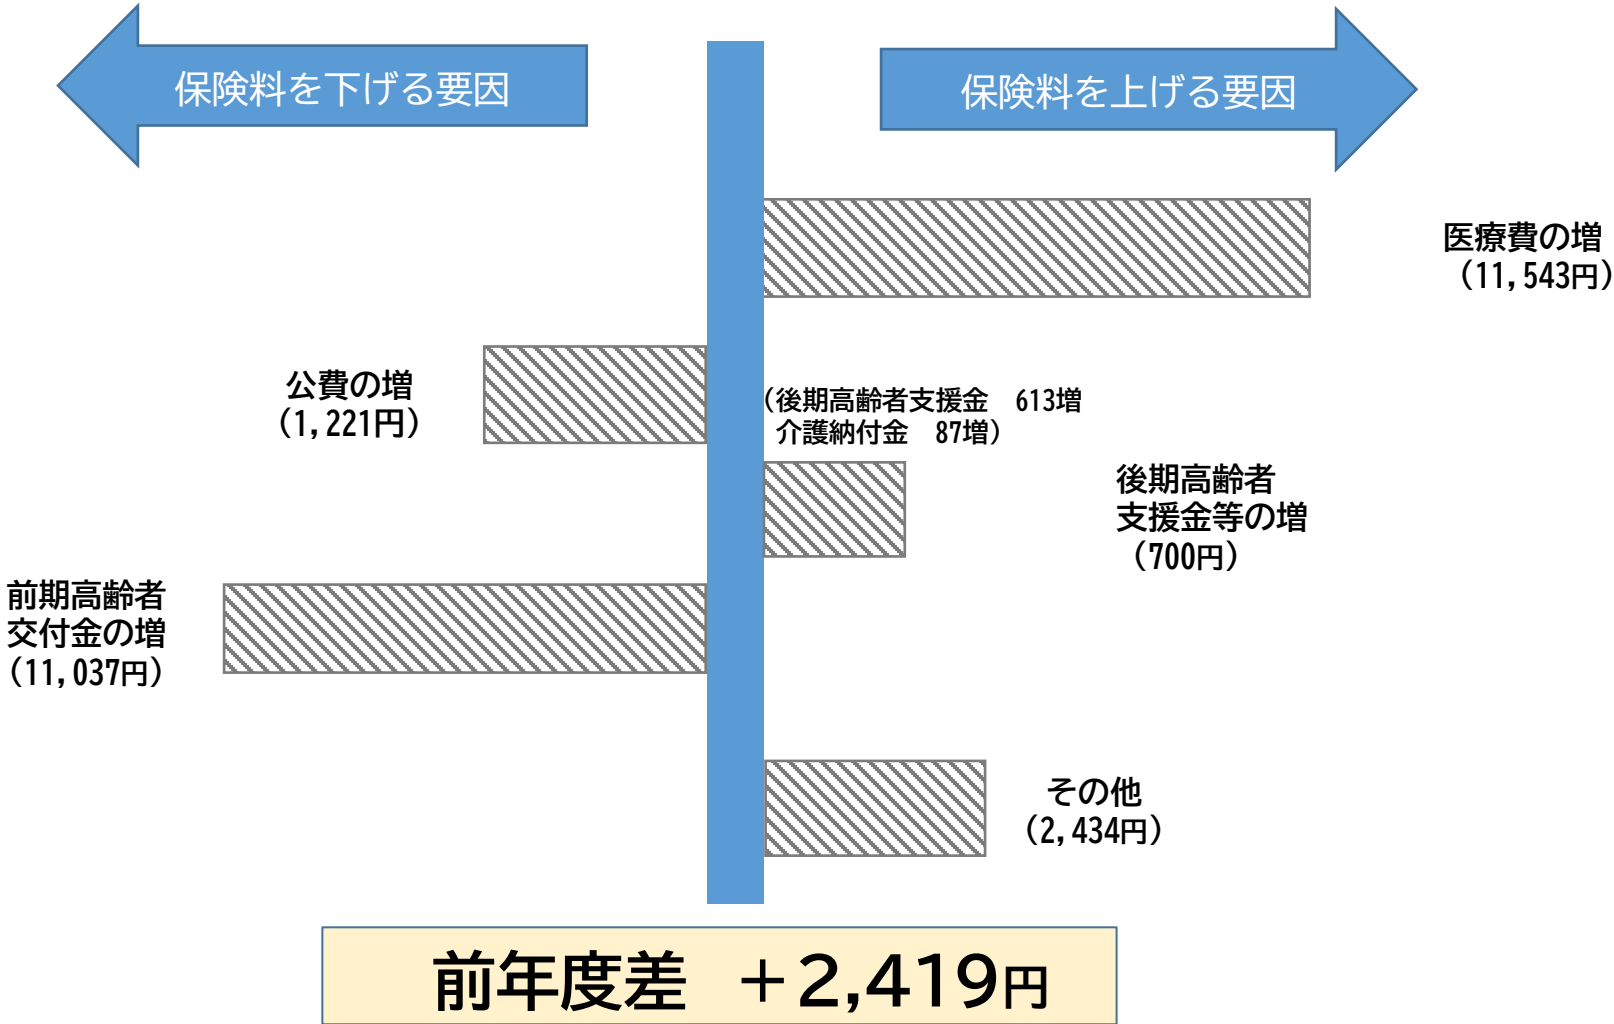 保険料を下げる要因
保険料を上げる要因
医療費の増
(11,543円)
公費の増
(1,221円)
(後期高齢者支援金　613増
介護納付金　87増)
後期高齢者
支援金等の増
(700円)
前期高齢者
交付金の増
(11,037円)
その他
(2,434円)
前年度差　＋2,419円